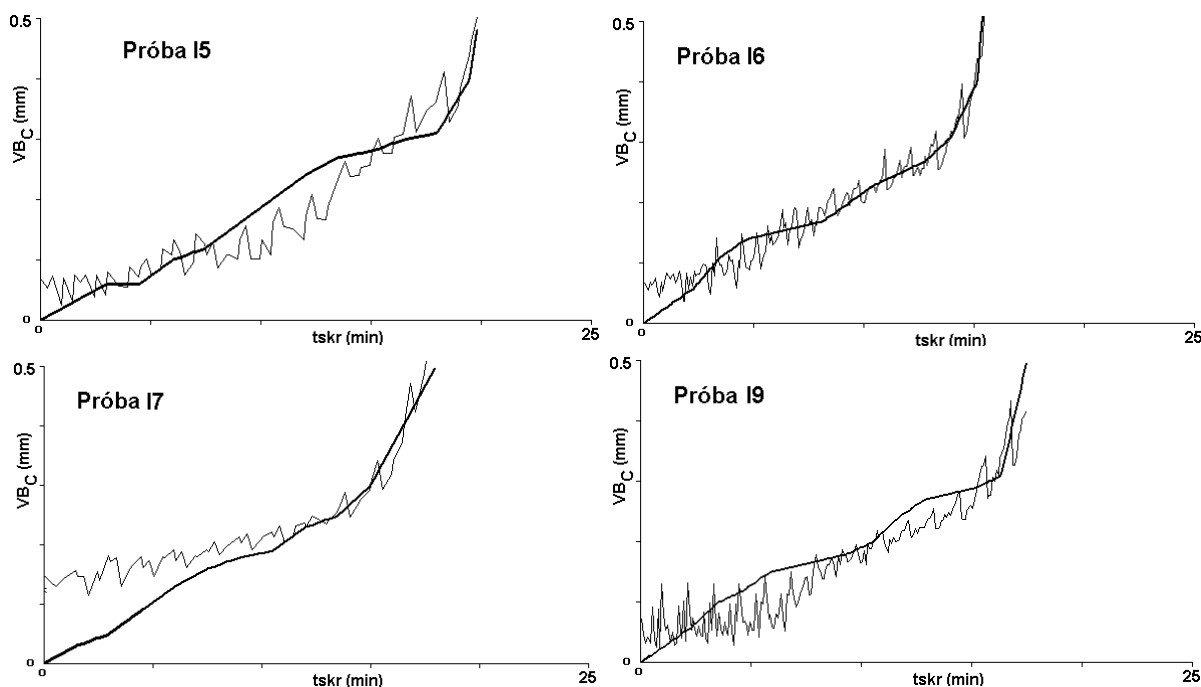 0.5
Próba I5
VB_C (mm)
0
0
tskr (min)
25
0.5
Próba I6
VB_C (mm)
0
0
tskr (min)
25
0.5
Próba I7
VB_C (mm)
0
0
tskr (min)
25
0.5
Próba I9
VB_C (mm)
0
0
tskr (min)
25